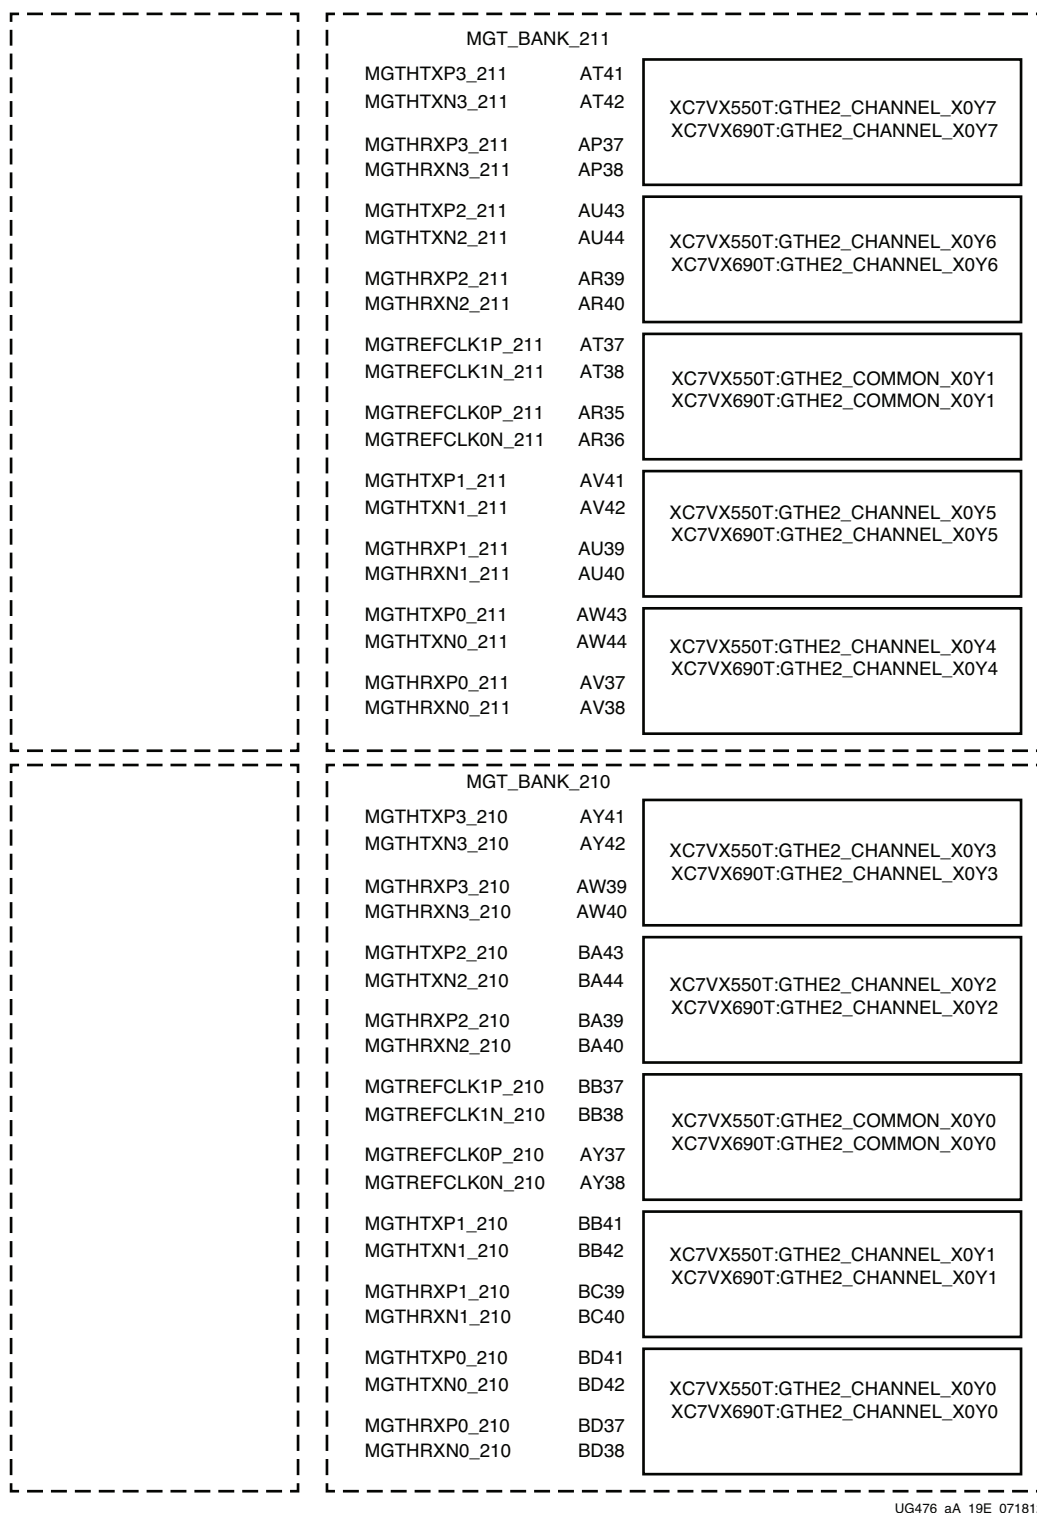 MGT_BANK_211
MGTHTXP3_211 AT41
MGTHTXN3_211 AT42
XC7VX550T:GTHE2_CHANNEL_X0Y7
XC7VX690T:GTHE2_CHANNEL_X0Y7
MGTHRXP3_211 AP37
MGTHRXN3_211 AP38
MGTHTXP2_211 AU43
MGTHTXN2_211 AU44
XC7VX550T:GTHE2_CHANNEL_X0Y6
XC7VX690T:GTHE2_CHANNEL_X0Y6
MGTHRXP2_211 AR39
MGTHRXN2_211 AR40
MGTREFCLK1P_211 AT37
MGTREFCLK1N_211 AT38
XC7VX550T:GTHE2_COMMON_X0Y1
XC7VX690T:GTHE2_COMMON_X0Y1
MGTREFCLK0P_211 AR35
MGTREFCLK0N_211 AR36
MGTHTXP1_211 AV41
MGTHTXN1_211 AV42
XC7VX550T:GTHE2_CHANNEL_X0Y5
XC7VX690T:GTHE2_CHANNEL_X0Y5
MGTHRXP1_211 AU39
MGTHRXN1_211 AU40
MGTHTXP0_211 AW43
MGTHTXN0_211 AW44
XC7VX550T:GTHE2_CHANNEL_X0Y4
XC7VX690T:GTHE2_CHANNEL_X0Y4
MGTHRXP0_211 AV37
MGTHRXN0_211 AV38
MGT_BANK_210
MGTHTXP3_210 AY41
MGTHTXN3_210 AY42
XC7VX550T:GTHE2_CHANNEL_X0Y3
XC7VX690T:GTHE2_CHANNEL_X0Y3
MGTHRXP3_210 AW39
MGTHRXN3_210 AW40
MGTHTXP2_210 BA43
MGTHTXN2_210 BA44
XC7VX550T:GTHE2_CHANNEL_X0Y2
XC7VX690T:GTHE2_CHANNEL_X0Y2
MGTHRXP2_210 BA39
MGTHRXN2_210 BA40
MGTREFCLK1P_210 BB37
MGTREFCLK1N_210 BB38
XC7VX550T:GTHE2_COMMON_X0Y0
XC7VX690T:GTHE2_COMMON_X0Y0
MGTREFCLK0P_210 AY37
MGTREFCLK0N_210 AY38
MGTHTXP1_210 BB41
MGTHTXN1_210 BB42
XC7VX550T:GTHE2_CHANNEL_X0Y1
XC7VX690T:GTHE2_CHANNEL_X0Y1
MGTHRXP1_210 BC39
MGTHRXN1_210 BC40
MGTHTXP0_210 BD41
MGTHTXN0_210 BD42
XC7VX550T:GTHE2_CHANNEL_X0Y0
XC7VX690T:GTHE2_CHANNEL_X0Y0
MGTHRXP0_210 BD37
MGTHRXN0_210 BD38
UG476_aA_19E_07181